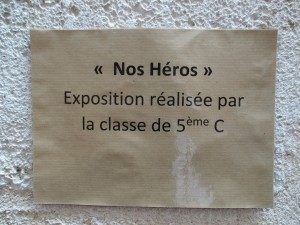 « Nos Héros »
Exposition réalisée par
la classe de 5ème C